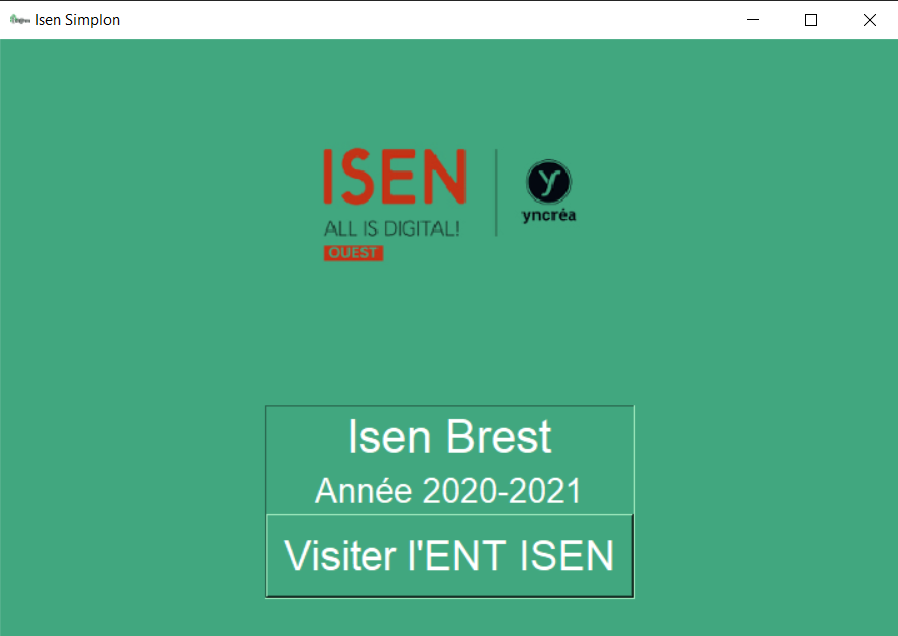 Isen Simplon
ISEN
ALL IS DIGITAL!
OUEST
yncréa
Isen Brest
Année 2020-2021
Visiter l'ENT ISEN